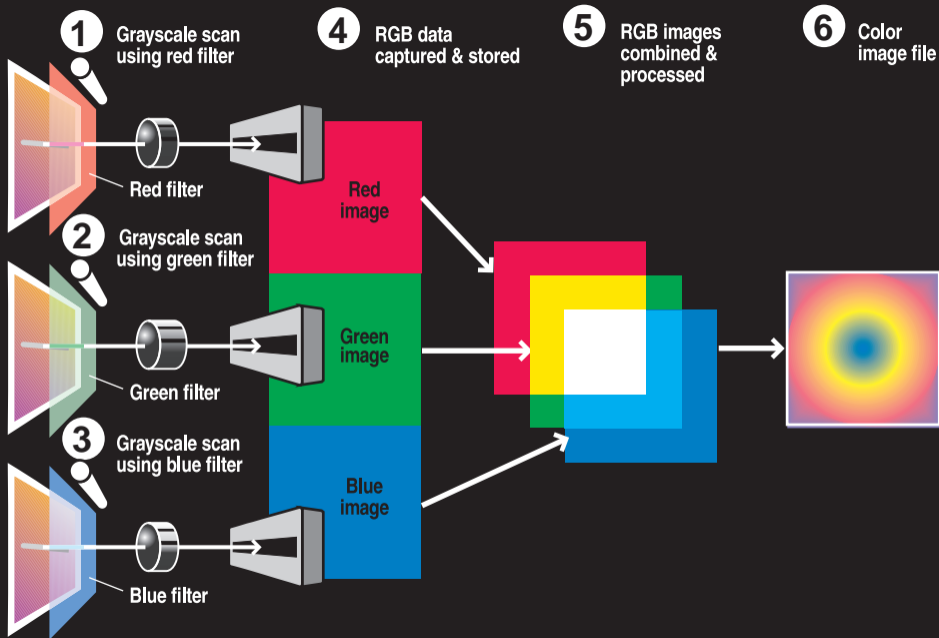 1
Grayscale scan
using red filter
Red filter
2
Grayscale scan
using green filter
Green filter
3
Grayscale scan
using blue filter
Blue filter
4
RGB data
captured & stored
Red
image
Green
image
Blue
image
5
RGB images
combined &
processed
6
Color
image file